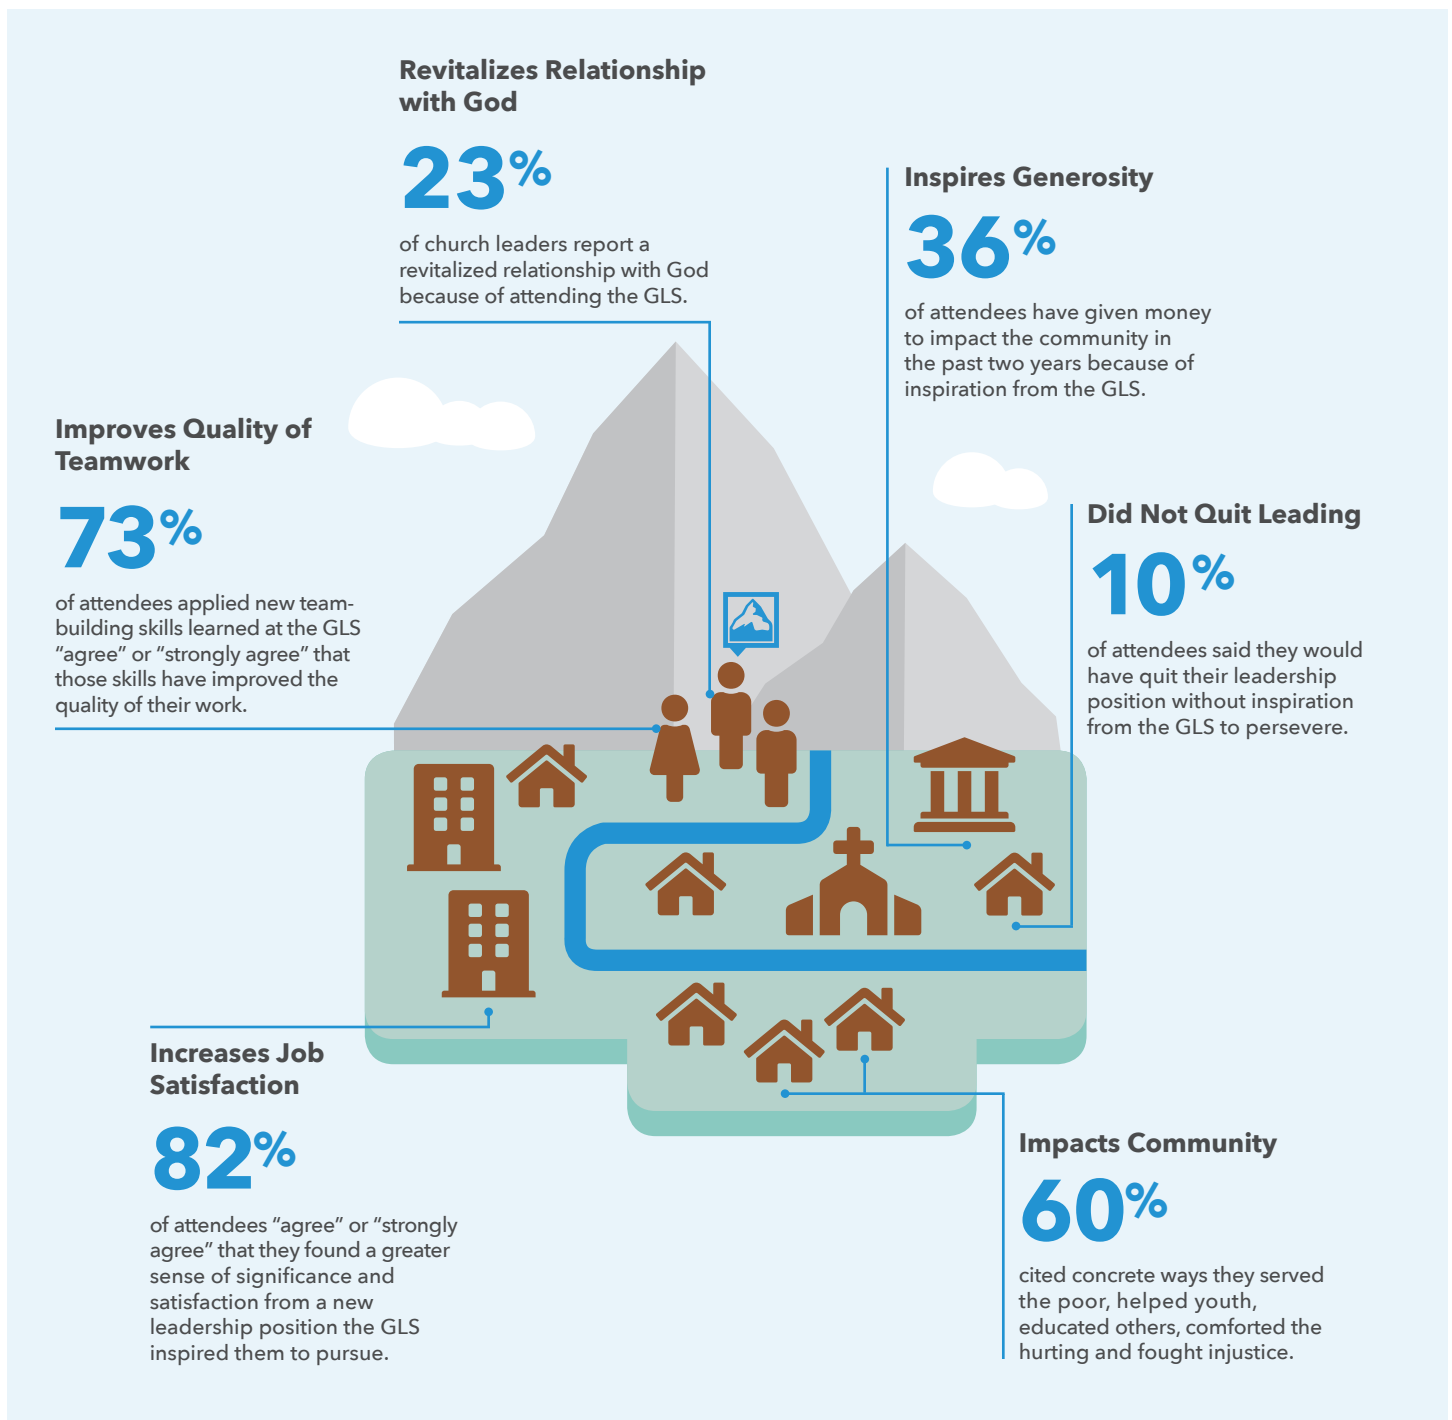 Revitalizes Relationship
with God
23%
of church leaders report a
revitalized relationship with God
because of attending the GLS.
Inspires Generosity
36%
of attendees have given money
to impact the community in
the past two years because of
inspiration from the GLS.
Improves Quality of
Teamwork
73%
of attendees applied new team-
building skills learned at the GLS
“agree” or “strongly agree” that
those skills have improved the
quality of their work.
Did Not Quit Leading
10%
of attendees said they would
have quit their leadership
position without inspiration
from the GLS to persevere.
Increases Job
Satisfaction
82%
of attendees “agree” or “strongly
agree” that they found a greater
sense of significance and
satisfaction from a new
leadership position the GLS
inspired them to pursue.
Impacts Community
60%
cited concrete ways they served
the poor, helped youth,
educated others, comforted the
hurting and fought injustice.